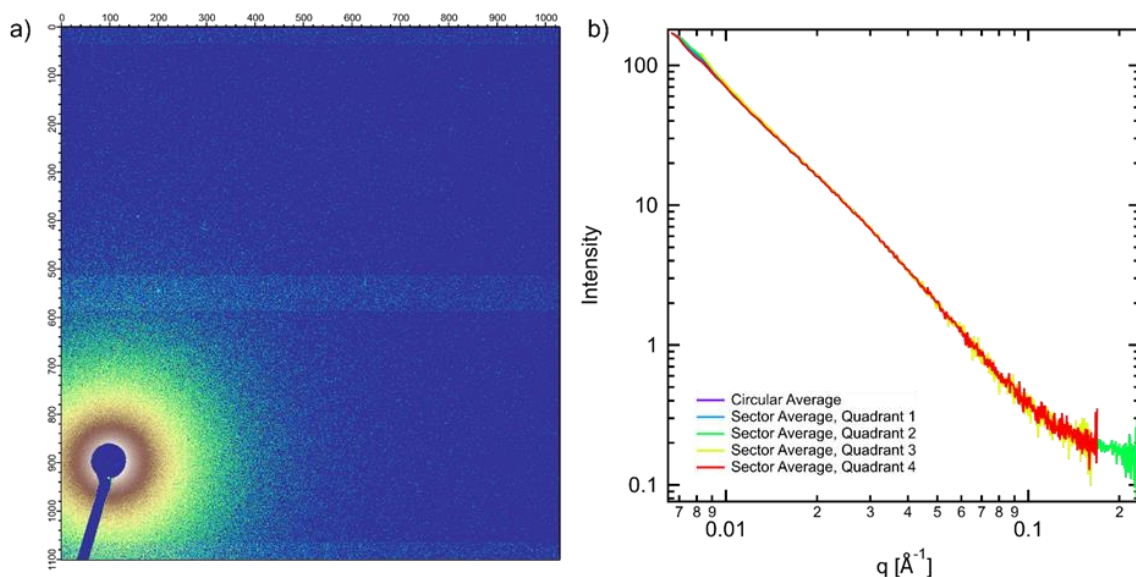 a)
0 100 200 300 400 500 600 700 800 900 1000
0
100
200
300
400
500
600
700
800
900
1000
1100
b)
100
10
1
0.1
Intensity
Circular Average
Sector Average, Quadrant 1
Sector Average, Quadrant 2
Sector Average, Quadrant 3
Sector Average, Quadrant 4
7 8 9 0.01 2 3 4 5 6 7 8 9 0.1 2
q [Å⁻¹]